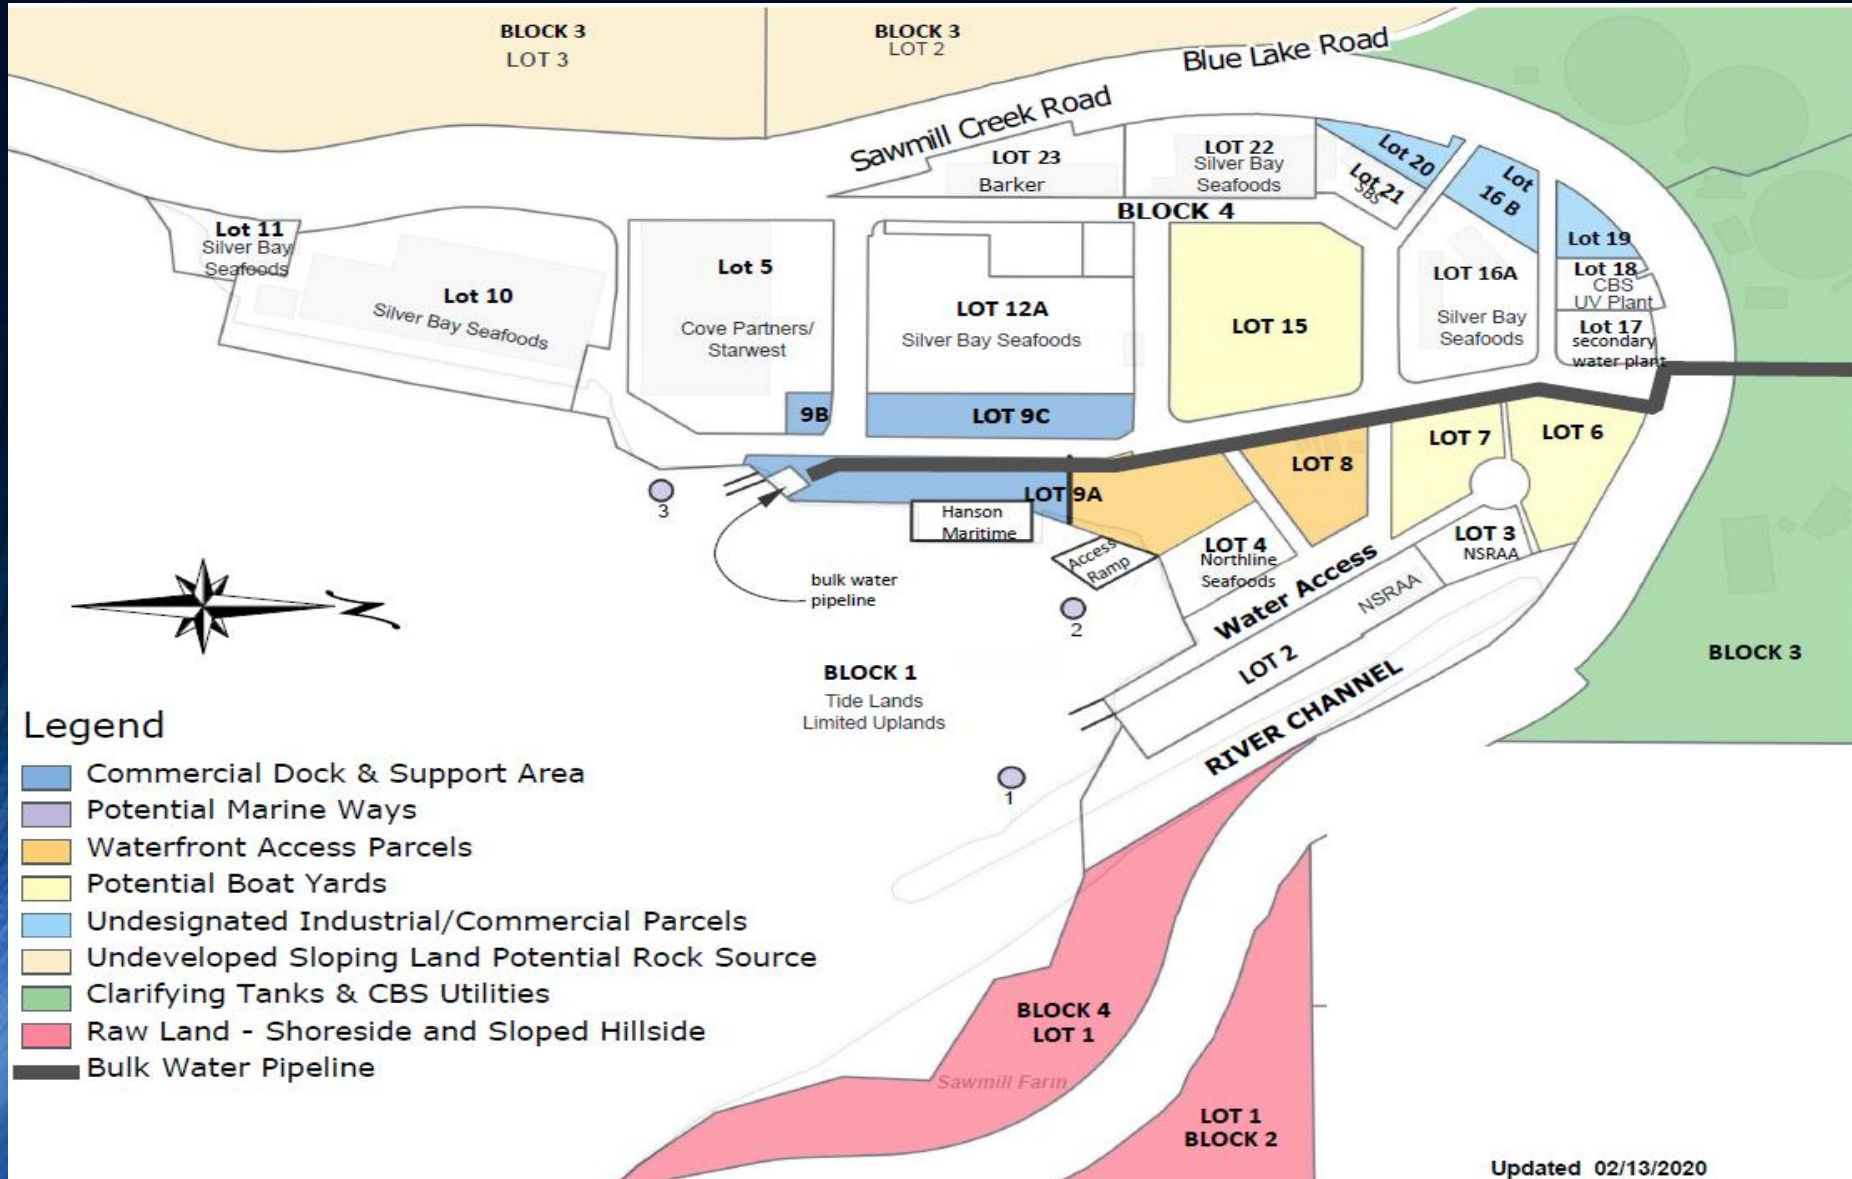 BLOCK 3
LOT 3
BLOCK 3
LOT 2
Blue Lake Road
Sawmill Creek Road
LOT 23
Barker
LOT 22
Silver Bay
Seafoods
Lot 20
Lot 21
SBS
Lot
16 B
BLOCK 4
Lot 19
Lot 11
Silver Bay
Seafoods
Lot 10
Silver Bay Seafoods
Lot 5
Cove Partners/
Starwest
LOT 12A
Silver Bay Seafoods
LOT 15
LOT 16A
Silver Bay
Seafoods
Lot 18
CBS
UV Plant
Lot 17
secondary
water plant
9B
LOT 9C
LOT 7
LOT 6
LOT 8
LOT 9A
Hanson
Maritime
3
Access
Ramp
LOT 4
Northline
Seafoods
LOT 3
NSRAA
bulk water
pipeline
2
Water Access
NSRAA
LOT 2
RIVER CHANNEL
BLOCK 3
N
BLOCK 1
Tide Lands
Limited Uplands
1
Legend
Commercial Dock & Support Area
Potential Marine Ways
Waterfront Access Parcels
Potential Boat Yards
Undesignated Industrial/Commercial Parcels
Undeveloped Sloping Land Potential Rock Source
Clarifying Tanks & CBS Utilities
Raw Land - Shoreside and Sloped Hillside
Bulk Water Pipeline
BLOCK 4
LOT 1
Sawmill Farm
LOT 1
BLOCK 2
Updated 02/13/2020